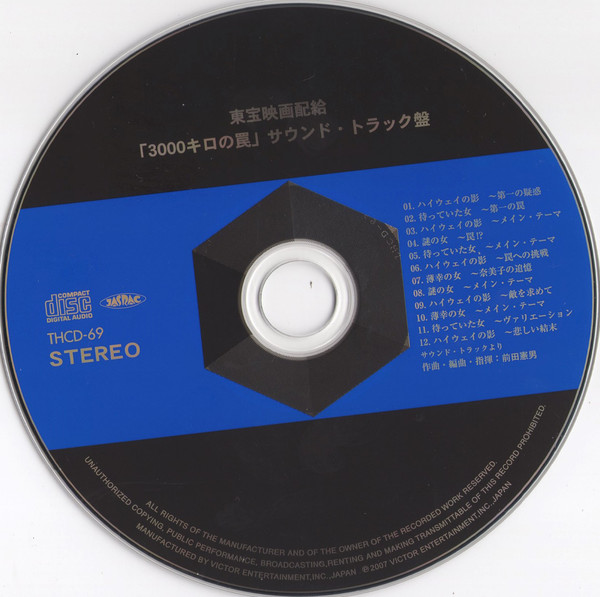 東宝映画配給
「3000キロの罠」サウンド・トラック盤
01. ハイウェイの影　～第一の疑惑
02. 待っていた女　～第一の罠
03. ハイウェイの影　～メイン・テーマ
04. 謎の女　～罠!?
05. 待っていた女　～メイン・テーマ
06. ハイウェイの影　～罠への挑戦
07. 薄幸の女　～奈美子の追憶
08. 謎の女　～メイン・テーマ
09. ハイウェイの影　～敵を求めて
10. 薄幸の女　～メイン・テーマ
11. 待っていた女　～ヴァリエーション
12. ハイウェイの影　～悲しい結末
サウンド・トラックより
作曲・編曲・指揮：前田憲男
COMPACT
disc
DIGITAL AUDIO
JASRAC
THCD-69
STEREO
ALL RIGHTS OF THE MANUFACTURER AND OF THE OWNER OF THE RECORDED WORK RESERVED.
UNAUTHORIZED COPYING, PUBLIC PERFORMANCE, BROADCASTING,RENTING AND MAKING TRANSMITTABLE OF THIS RECORD PROHIBITED.
MANUFACTURED BY VICTOR ENTERTAINMENT,INC.,JAPAN ℗2007 VICTOR ENTERTAINMENT,INC.,JAPAN